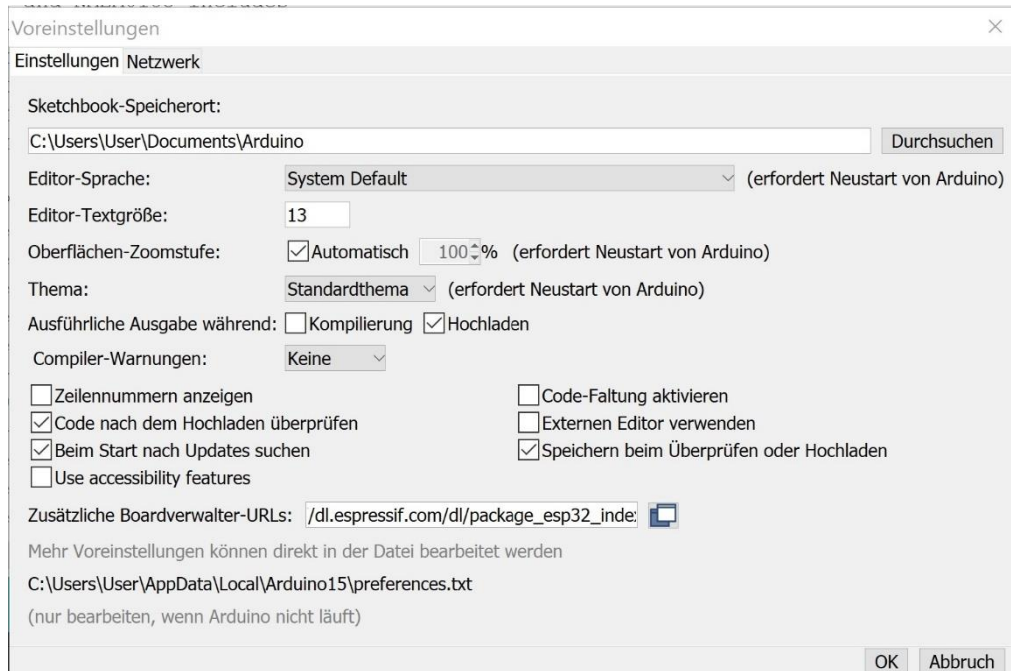 Voreinstellungen
Einstellungen Netzwerk
Sketchbook-Speicherort:
C:\Users\User\Documents\Arduino Durchsuchen
Editor-Sprache: System Default (erfordert Neustart von Arduino)
Editor-Textgröße: 13
Oberflächen-Zoomstufe: Automatisch 100 % (erfordert Neustart von Arduino)
Thema: Standardthema (erfordert Neustart von Arduino)
Ausführliche Ausgabe während: Kompilierung Hochladen
Compiler-Warnungen: Keine
Zeilennummern anzeigen Code-Faltung aktivieren
Code nach dem Hochladen überprüfen Externen Editor verwenden
Beim Start nach Updates suchen Speichern beim Überprüfen oder Hochladen
Use accessibility features
Zusätzliche Boardverwalter-URLs: /dl.espressif.com/dl/package_esp32_inde
Mehr Voreinstellungen können direkt in der Datei bearbeitet werden
C:\Users\User\AppData\Local\Arduino15\preferences.txt
(nur bearbeiten, wenn Arduino nicht läuft)
OK Abbruch